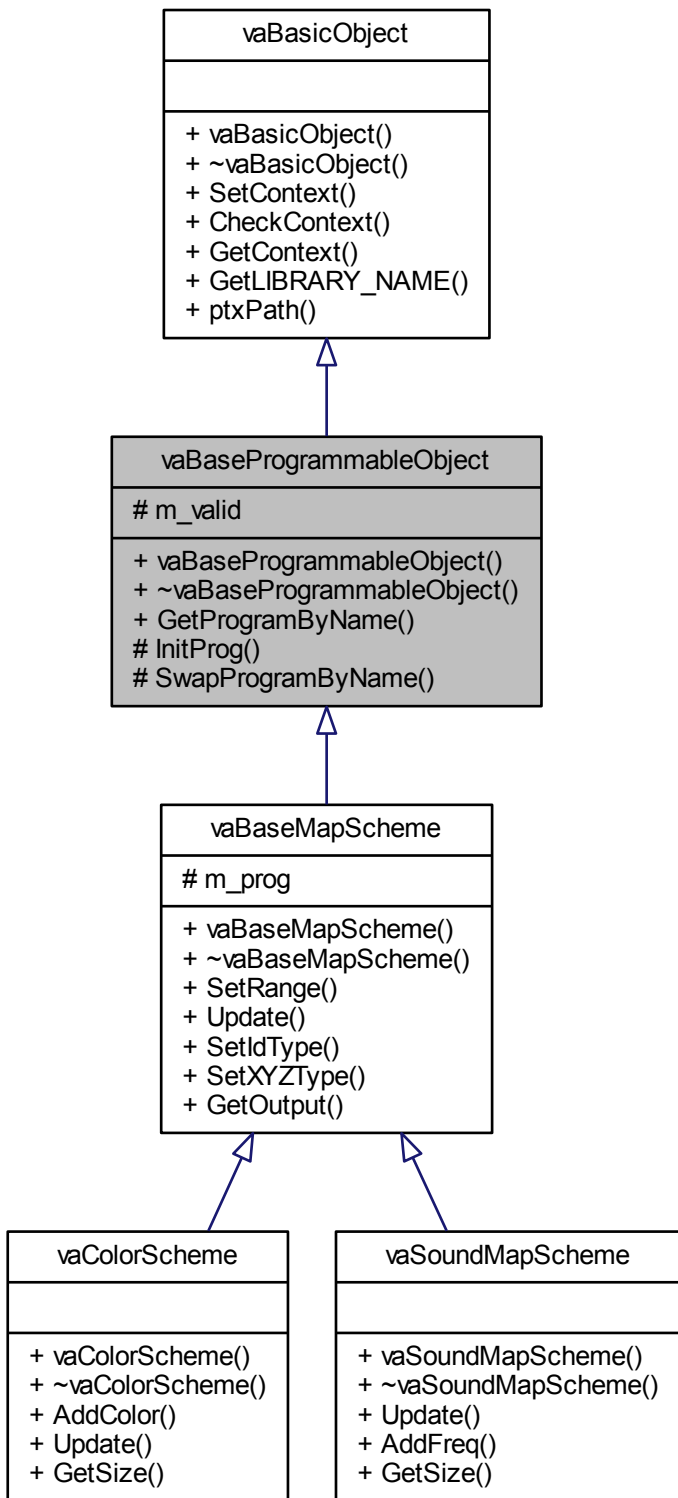 vaBasicObject
+ vaBasicObject()
+ ~vaBasicObject()
+ SetContext()
+ CheckContext()
+ GetContext()
+ GetLIBRARY_NAME()
+ ptxPath()
vaBaseProgrammableObject
# m_valid
+ vaBaseProgrammableObject()
+ ~vaBaseProgrammableObject()
+ GetProgramByName()
# InitProg()
# SwapProgramByName()
vaBaseMapScheme
# m_prog
+ vaBaseMapScheme()
+ ~vaBaseMapScheme()
+ SetRange()
+ Update()
+ SetIdType()
+ SetXYZType()
+ GetOutput()
vaColorScheme
+ vaColorScheme()
+ ~vaColorScheme()
+ AddColor()
+ Update()
+ GetSize()
vaSoundMapScheme
+ vaSoundMapScheme()
+ ~vaSoundMapScheme()
+ Update()
+ AddFreq()
+ GetSize()